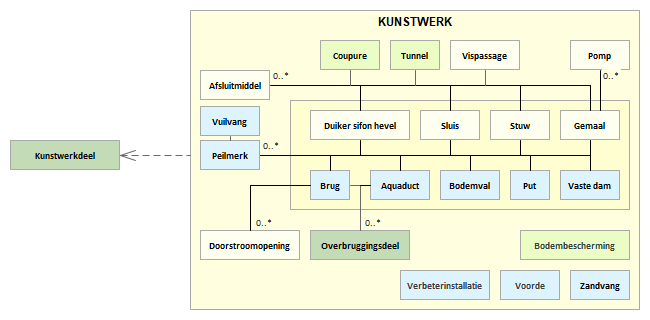 KUNSTWERK
Coupure
Tunnel
Vispassage
Pomp
Afsluitmiddel
0..*
0..*
Vuilvang
Duiker sifon hevel
Sluis
Stuw
Gemaal
Kunstwerkdeel
Peilmerk
0..*
Brug
Aquaduct
Bodemval
Put
Vaste dam
0..*
0..*
Doorstroomopening
Overbruggingsdeel
Bodembescherming
Verbeterinstallatie
Voorde
Zandvang